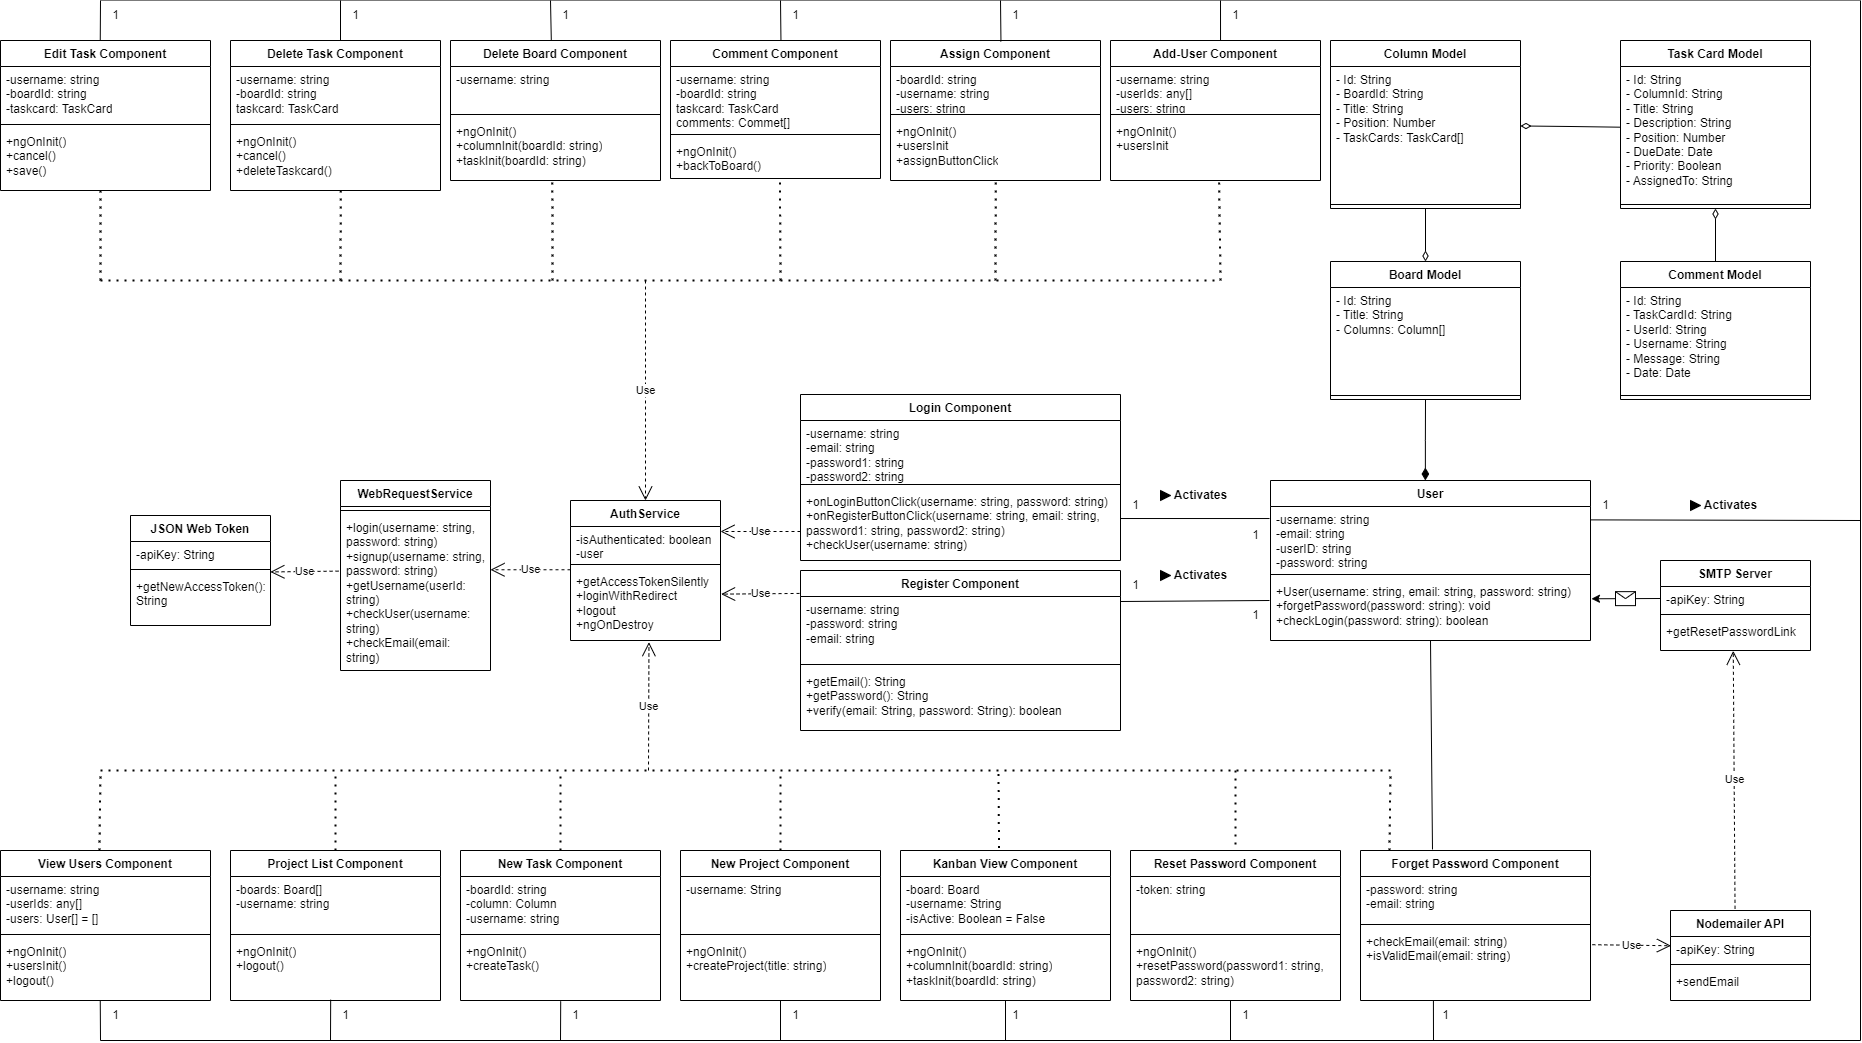 1
1
1
1
1
1
Edit Task Component
-username: string
-boardId: string
-taskcard: TaskCard
+ngOnInit()
+cancel()
+save()
Delete Task Component
-username: string
-boardId: string
taskcard: TaskCard
+ngOnInit()
+cancel()
+deleteTaskcard()
Delete Board Component
-username: string
+ngOnInit()
+columnInit(boardId: string)
+taskInit(boardId: string)
Comment Component
-username: string
-boardId: string
taskcard: TaskCard
comments: Commet[]
+ngOnInit()
+backToBoard()
Assign Component
-boardId: string
-username: string
-users: string
+ngOnInit()
+usersInit
+assignButtonClick
Add-User Component
-username: string
-userIds: any[]
-users: string
+ngOnInit()
+usersInit
Column Model
- Id: String
- BoardId: String
- Title: String
- Position: Number
- TaskCards: TaskCard[]
Task Card Model
- Id: String
- ColumnId: String
- Title: String
- Description: String
- Position: Number
- DueDate: Date
- Priority: Boolean
- AssignedTo: String
Board Model
- Id: String
- Title: String
- Columns: Column[]
Comment Model
- Id: String
- TaskCardId: String
- UserId: String
- Username: String
- Message: String
- Date: Date
Use
Login Component
-username: string
-email: string
-password1: string
-password2: string
+onLoginButtonClick(username: string, password: string)
+onRegisterButtonClick(username: string, email: string,
password1: string, password2: string)
+checkUser(username: string)
JSON Web Token
-apiKey: String
+getNewAccessToken():
String
Use
WebRequestService
+login(username: string,
password: string)
+signup(username: string,
password: string)
+getUsername(userId:
string)
+checkUser(username:
string)
+checkEmail(email:
string)
Use
AuthService
-isAuthenticated: boolean
-user
+getAccessTokenSilently
+loginWithRedirect
+logout
+ngOnDestroy
Use
Use
Register Component
-username: string
-password: string
-email: string
+getEmail(): String
+getPassword(): String
+verify(email: String, password: String): boolean
1
▶ Activates
1
1
▶ Activates
1
User
-username: string
-email: string
-userID: string
-password: string
+User(username: string, email: string, password: string)
+forgetPassword(password: string): void
+checkLogin(password: string): boolean
1
▶ Activates
SMTP Server
-apiKey: String
+getResetPasswordLink
Use
Use
View Users Component
-username: string
-userIds: any[]
-users: User[] = []
+ngOnInit()
+usersInit()
+logout()
Project List Component
-boards: Board[]
-username: string
+ngOnInit()
+logout()
New Task Component
-boardId: string
-column: Column
-username: string
+ngOnInit()
+createTask()
New Project Component
-username: String
+ngOnInit()
+createProject(title: string)
Kanban View Component
-board: Board
-username: String
-isActive: Boolean = False
+ngOnInit()
+columnInit(boardId: string)
+taskInit(boardId: string)
Reset Password Component
-token: string
+ngOnInit()
+resetPassword(password1: string,
password2: string)
Forget Password Component
-password: string
-email: string
+checkEmail(email: string)
+isValidEmail(email: string)
Use
Nodemailer API
-apiKey: String
+sendEmail
1
1
1
1
1
1
1